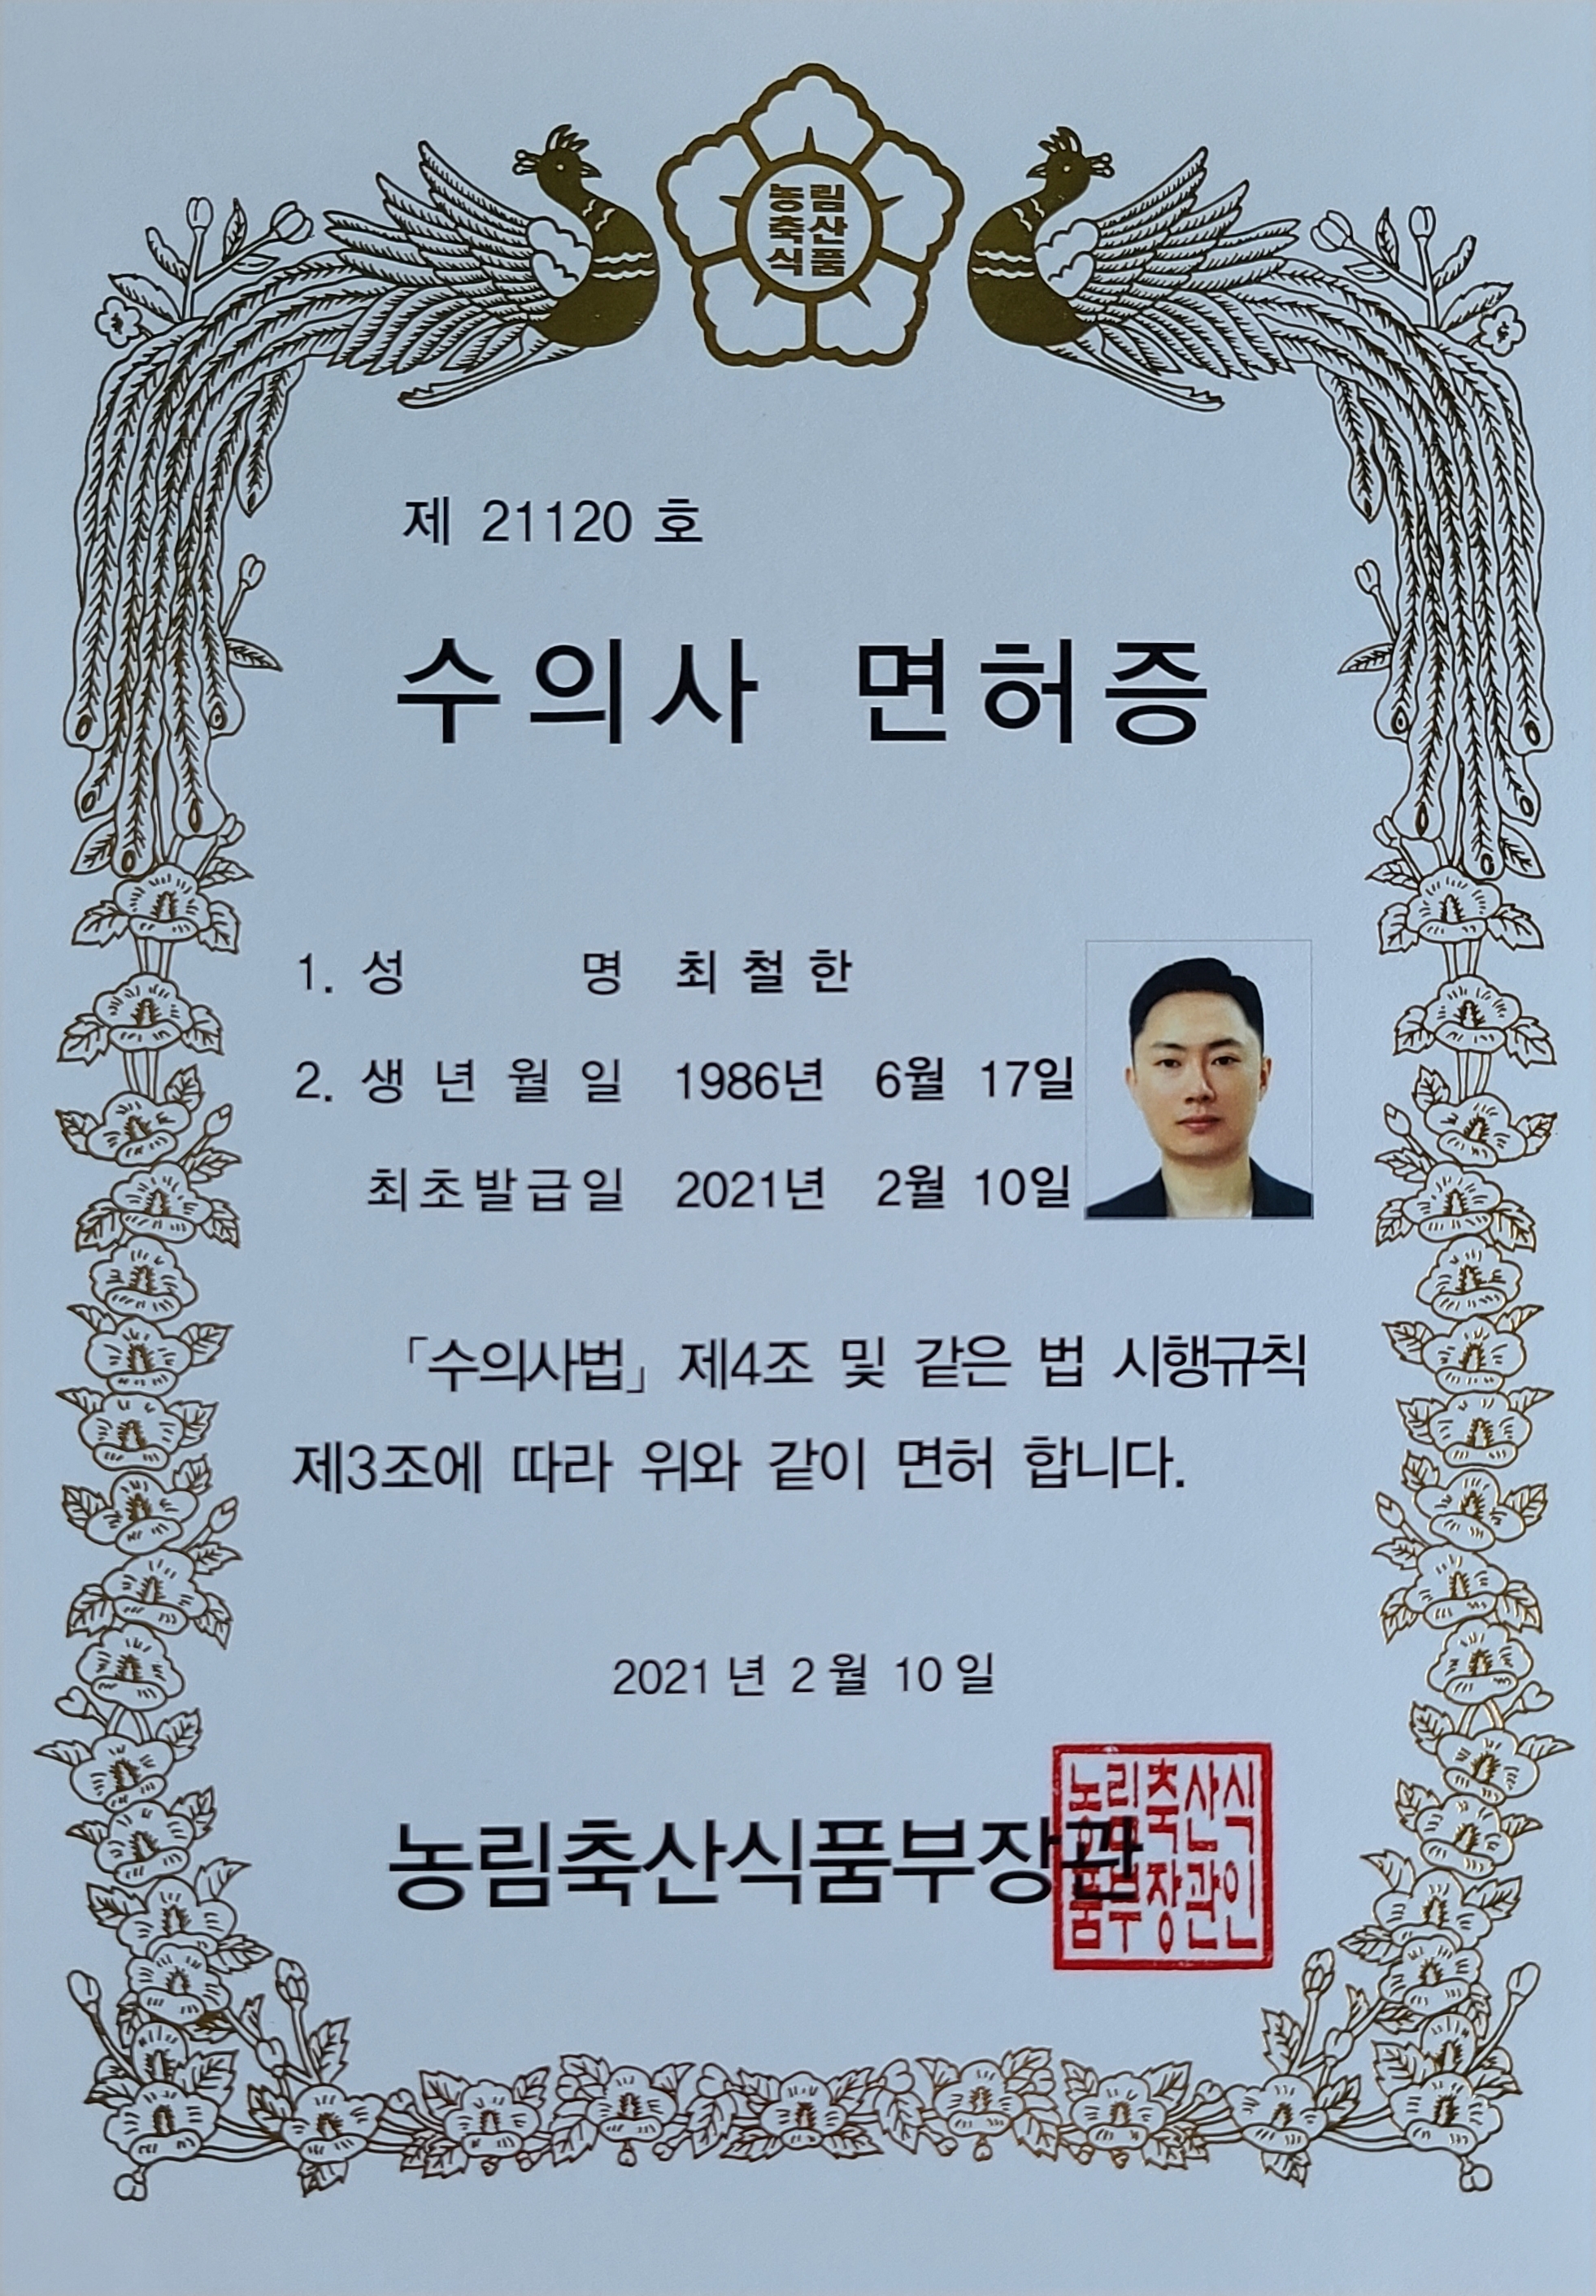 농림
축산
식품
제 21120 호
수의사 면허증
1. 성 명 최 철 한
2. 생 년 월 일 1986년 6월 17일
최초발급일 2021년 2월 10일
「수의사법」 제4조 및 같은 법 시행규칙
제3조에 따라 위와 같이 면허 합니다.
2021 년 2 월 10 일
농림축산식품부장관
농림축산식
품부장관인